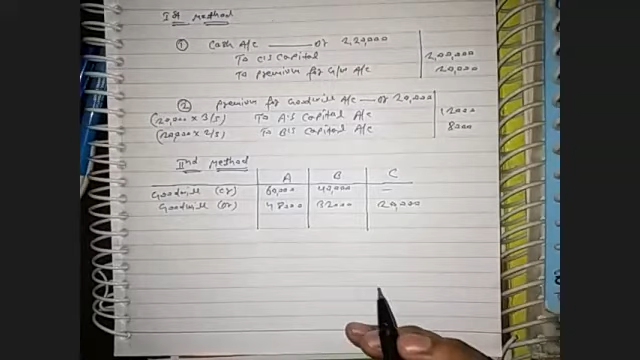 Ist method
① Cash A/c —— Dr 2,20,000
To C's Capital 2,00,000
To premium for G/w A/c 20,000
② premium for Goodwill A/c — Dr 20,000
(20,000 x 3/5) To A's Capital A/c 12000
(20,000 x 2/5) To B's Capital A/c 8000
IInd method
A B C
Goodwill (Cr) 60,000 40,000 —
Goodwill (Dr) 48000 32000 20,000